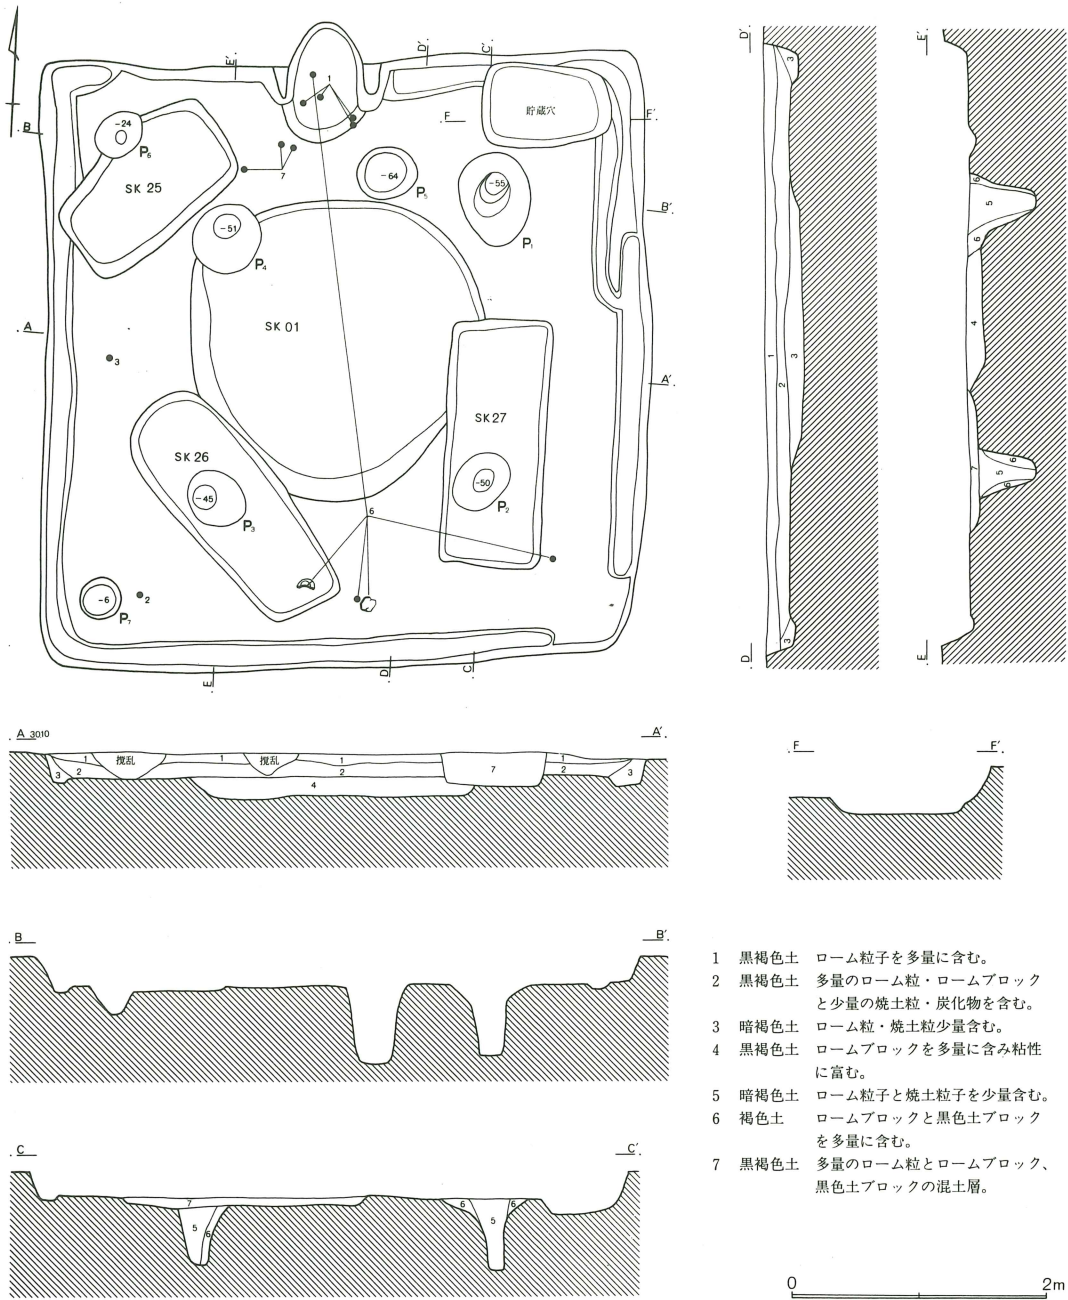 E′
D′
C′
B
F
F′
1
貯蔵穴
-24
P6
SK 25
7
-64
P5
-55
P1
B′
-51
P4
A
SK 01
3
A′
SK 27
SK 26
-45
P3
-50
P2
6
-6
P7
2
E
D
C
D′
3
1
2
3
3
D
E′
6
5
6
4
7
6
5
6
E
A 30.10
A′
1
攪乱
1
攪乱
1
1
3
2
2
7
2
3
4
F
F′
B
B′
C
C′
7
5
6
6
5
6
1 黒褐色土 ローム粒子を多量に含む。
2 黒褐色土 多量のローム粒・ロームブロック
と少量の焼土粒・炭化物を含む。
3 暗褐色土 ローム粒・焼土粒少量含む。
4 黒褐色土 ロームブロックを多量に含み粘性
に富む。
5 暗褐色土 ローム粒子と焼土粒子を少量含む。
6 褐色土 ロームブロックと黒色土ブロック
を多量に含む。
7 黒褐色土 多量のローム粒とロームブロック、
黒色土ブロックの混土層。
0 2m